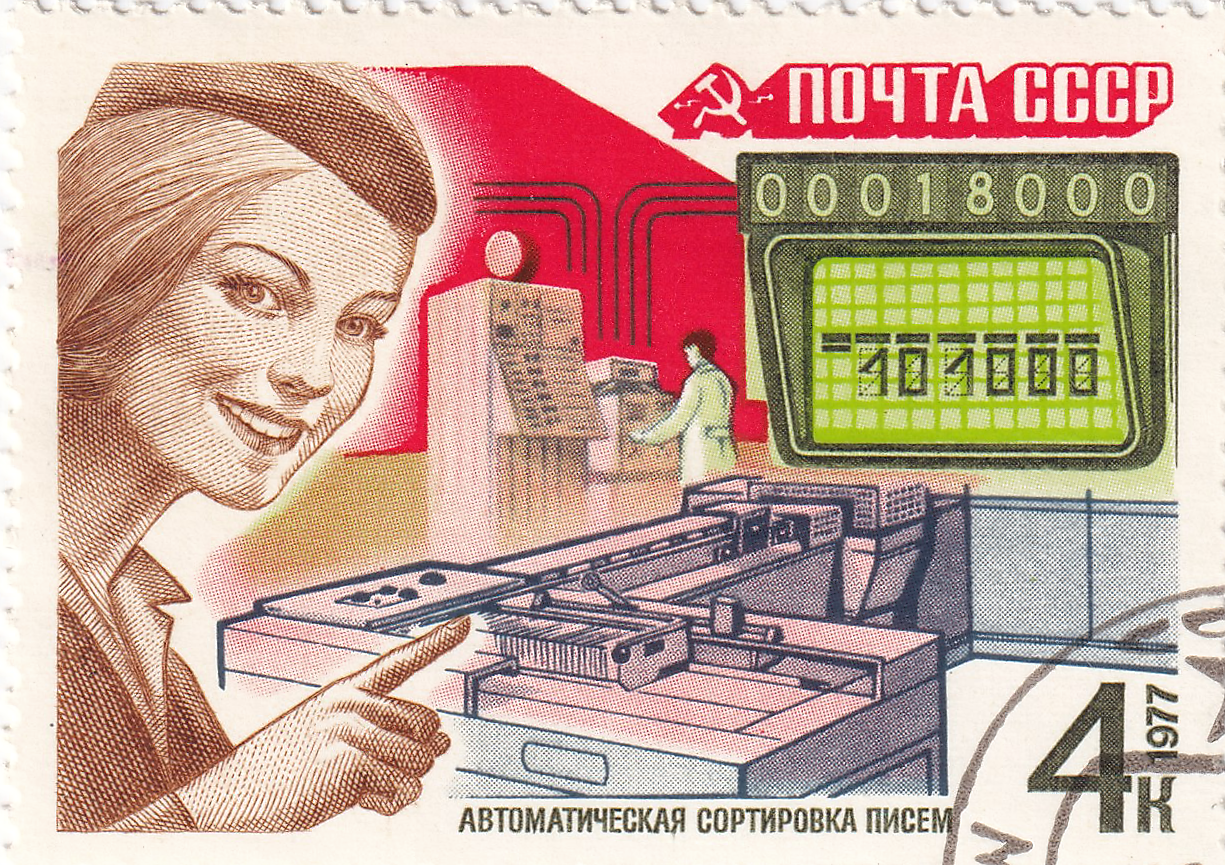 ПОЧТА СССР
00018000
-101000
4К
1977
АВТОМАТИЧЕСКАЯ СОРТИРОВКА ПИСЕМ